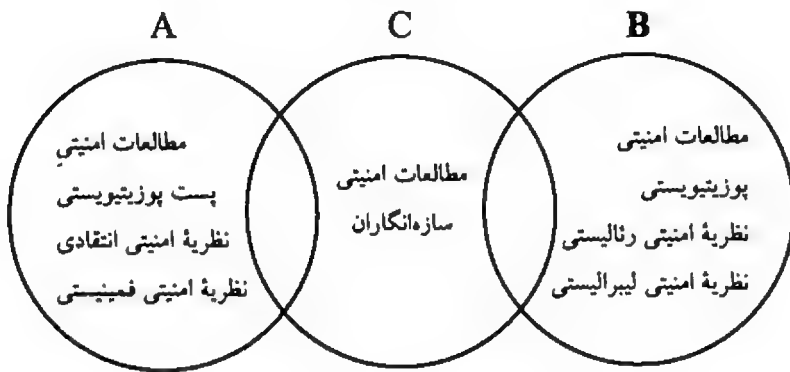 A
C
B
مطالعات امنیتیِ
پست پوزیتیویستی
نظریهٔ امنیتی انتقادی
نظریهٔ امنیتی فمینیستی
مطالعات امنیتی
سازه‌انگاران
مطالعات امنیتی
پوزیتیویستی
نظریهٔ امنیتی رئالیستی
نظریهٔ امنیتی لیبرالیستی